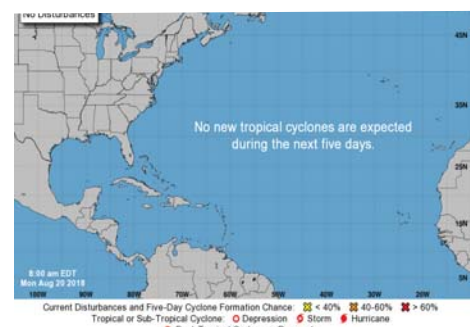 No Disturbances
45N
35N
No new tropical cyclones are expected
during the next five days.
25N
15N
5N
8:00 am EDT
Mon Aug 20 2018
100W 90W 80W 70W 60W 50W 40W 30W 20W
Current Disturbances and Five-Day Cyclone Formation Chance: < 40% 40-60% > 60%
Tropical or Sub-Tropical Cyclone: Depression Storm Hurricane